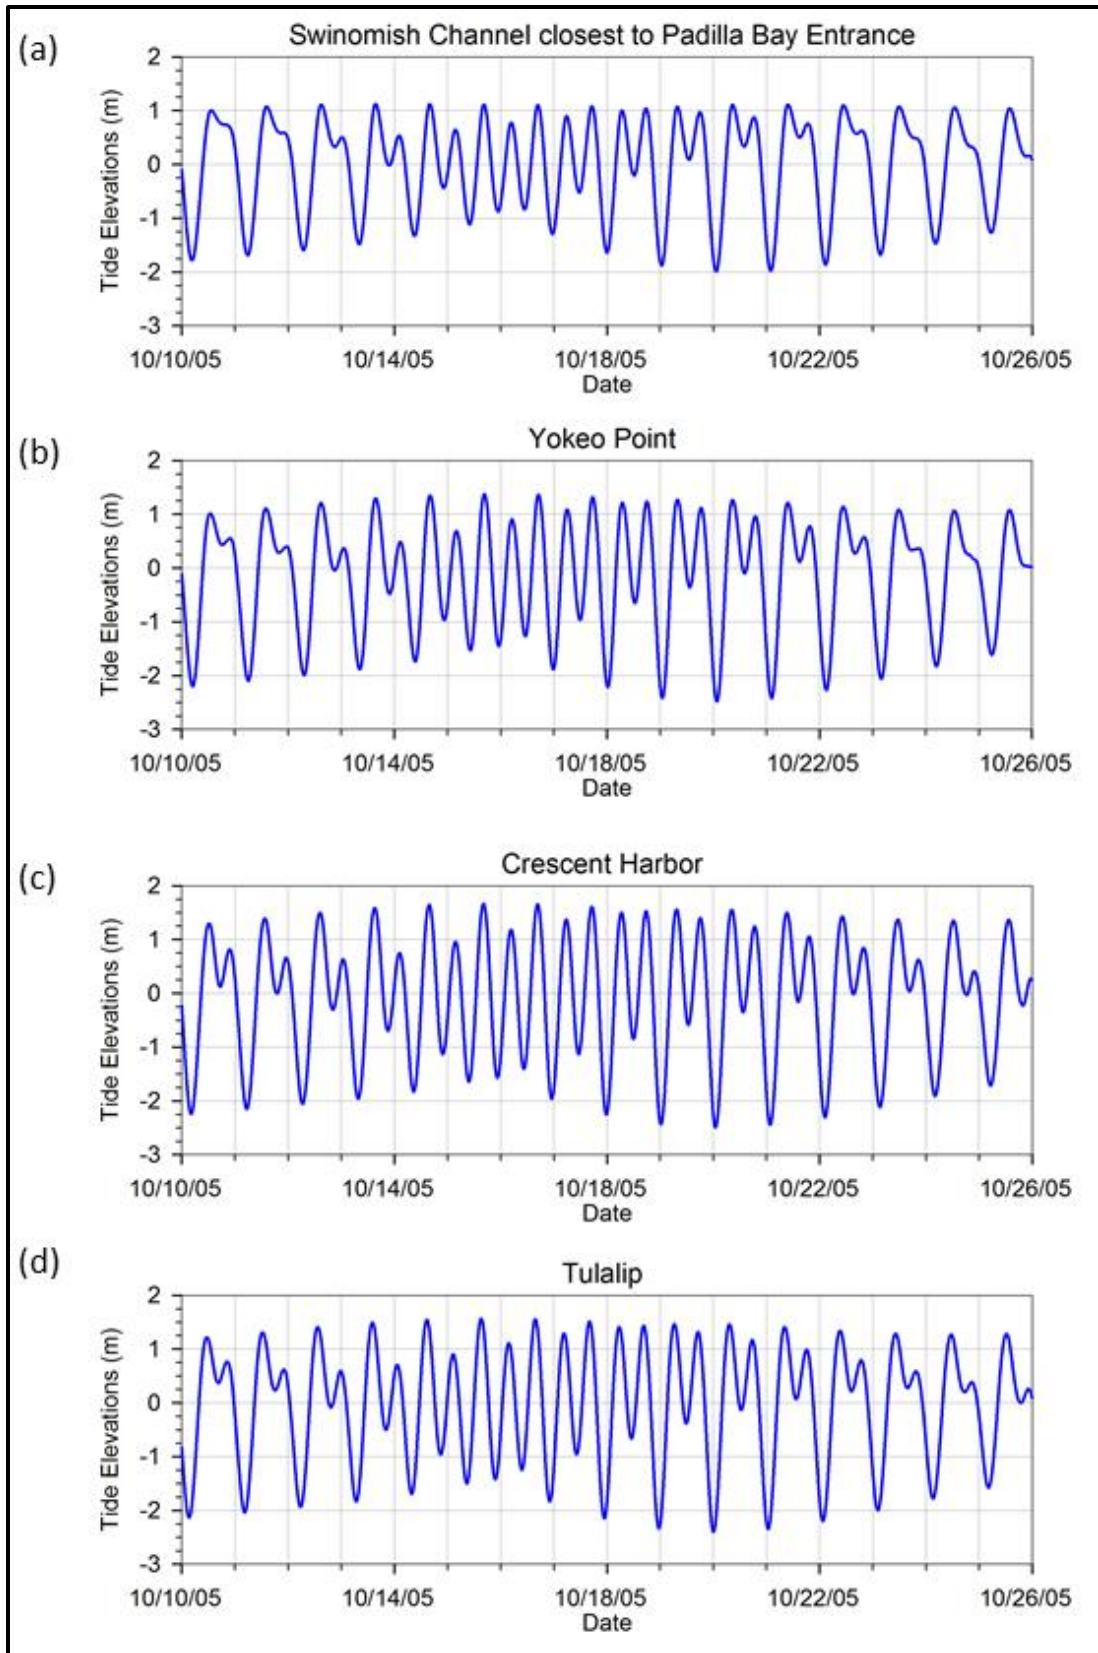 (a)
Swinomish Channel closest to Padilla Bay Entrance
2
1
0
-1
-2
-3
Tide Elevations (m)
10/10/05 10/14/05 10/18/05 10/22/05 10/26/05
Date
(b)
Yokeo Point
2
1
0
-1
-2
-3
Tide Elevations (m)
10/10/05 10/14/05 10/18/05 10/22/05 10/26/05
Date
(c)
Crescent Harbor
2
1
0
-1
-2
-3
Tide Elevations (m)
10/10/05 10/14/05 10/18/05 10/22/05 10/26/05
Date
(d)
Tulalip
2
1
0
-1
-2
-3
Tide Elevations (m)
10/10/05 10/14/05 10/18/05 10/22/05 10/26/05
Date